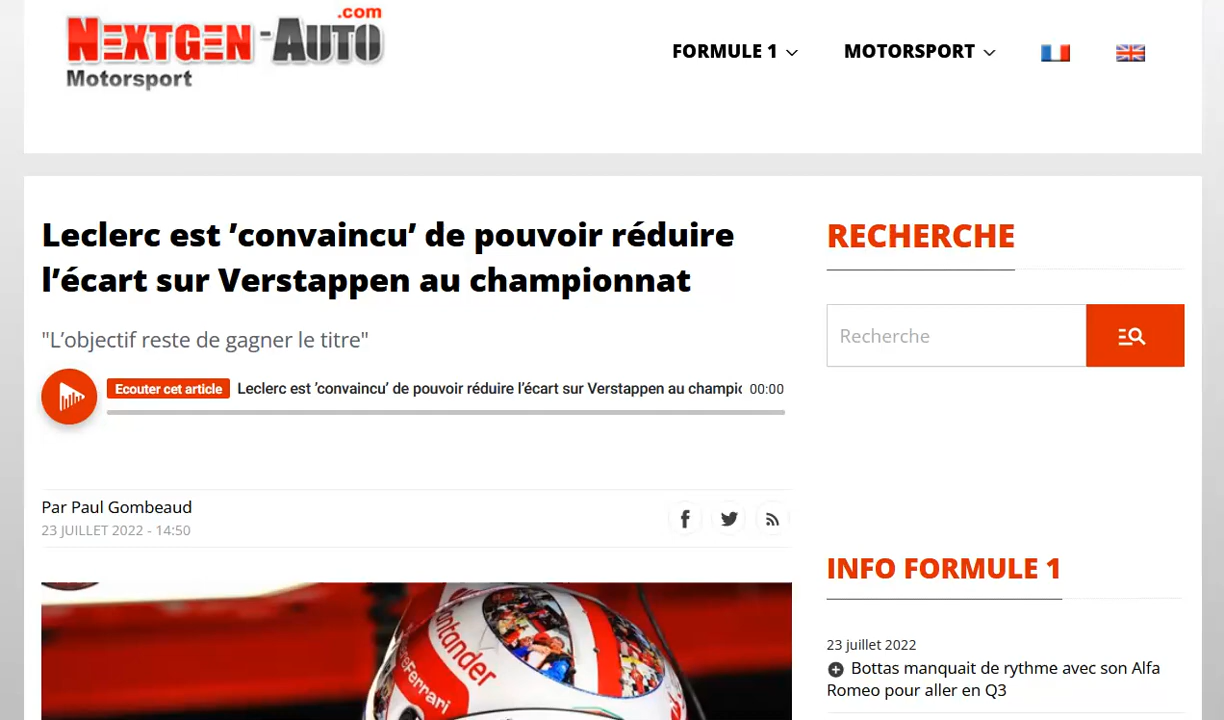 NEXTGEN-AUTO.com
Motorsport
FORMULE 1
MOTORSPORT
Leclerc est ’convaincu’ de pouvoir réduire
l’écart sur Verstappen au championnat
"L’objectif reste de gagner le titre"
Ecouter cet article
Leclerc est ’convaincu’ de pouvoir réduire l’écart sur Verstappen au champic
00:00
Par Paul Gombeaud
23 JUILLET 2022 - 14:50
Santander
Ferrari
RECHERCHE
Recherche
INFO FORMULE 1
23 juillet 2022
Bottas manquait de rythme avec son Alfa
Romeo pour aller en Q3